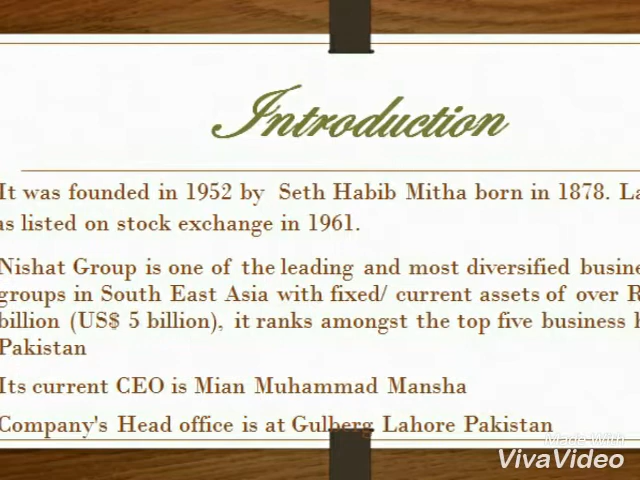 Introduction
It was founded in 1952 by Seth Habib Mitha born in 1878. La
as listed on stock exchange in 1961.
Nishat Group is one of the leading and most diversified busine
groups in South East Asia with fixed/ current assets of over R
billion (US$ 5 billion), it ranks amongst the top five business h
Pakistan
Its current CEO is Mian Muhammad Mansha
Company's Head office is at Gulberg Lahore Pakistan
Made With
VivaVideo